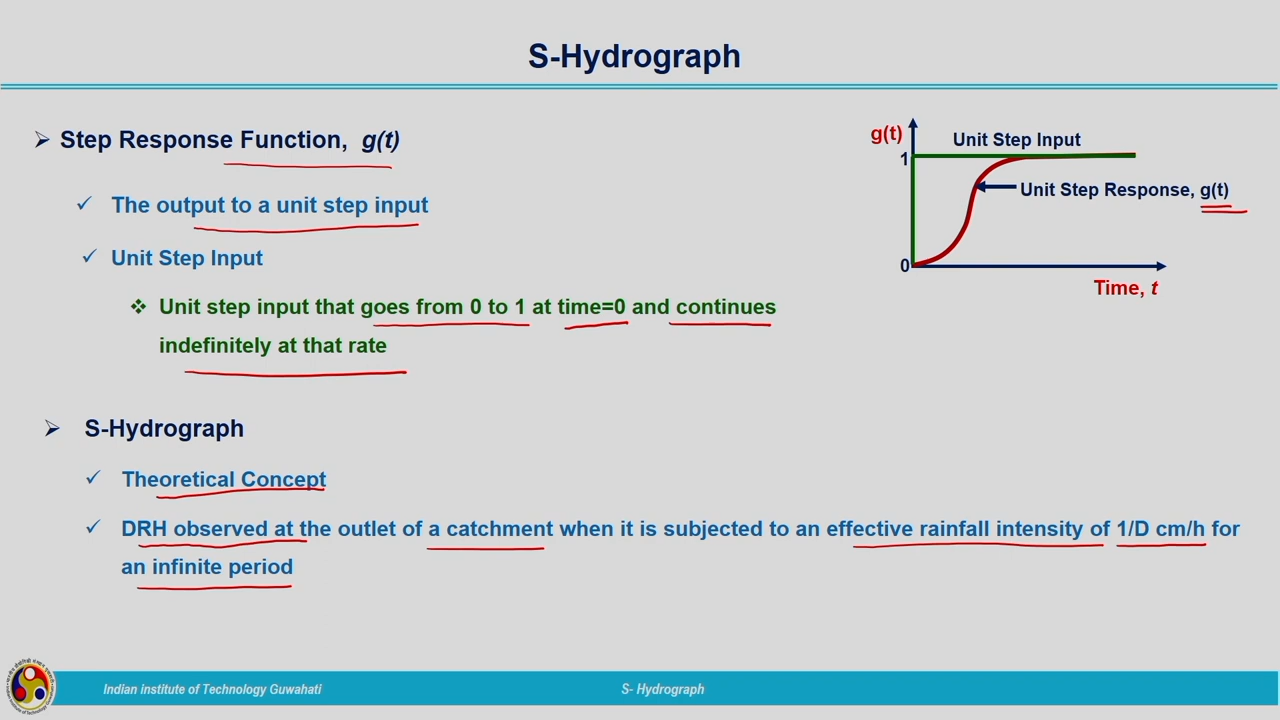 S-Hydrograph
Step Response Function, g(t)
The output to a unit step input
Unit Step Input
Unit step input that goes from 0 to 1 at time=0 and continues
indefinitely at that rate
g(t)
Unit Step Input
1
Unit Step Response, g(t)
0
Time, t
S-Hydrograph
Theoretical Concept
DRH observed at the outlet of a catchment when it is subjected to an effective rainfall intensity of 1/D cm/h for
an infinite period
Indian institute of Technology Guwahati
S- Hydrograph